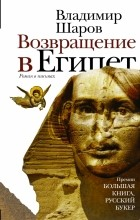 Владимир
Шаров
Возвращение
в Египет
Роман в письмах
Премии
БОЛЬШАЯ
КНИГА,
РУССКИЙ
БУКЕР